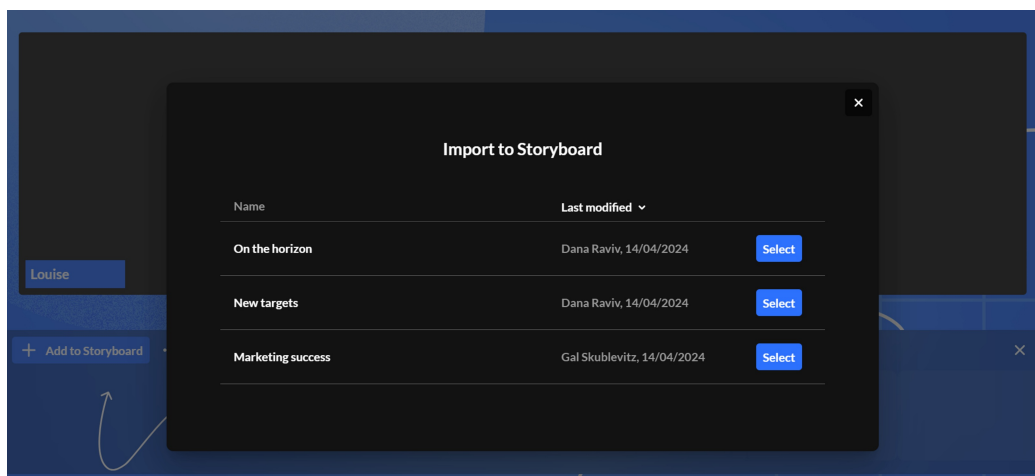 Import to Storyboard
Name Last modified
On the horizon Dana Raviv, 14/04/2024 Select
Louise
New targets Dana Raviv, 14/04/2024 Select
Add to Storyboard
Marketing success Gal Skublevitz, 14/04/2024 Select